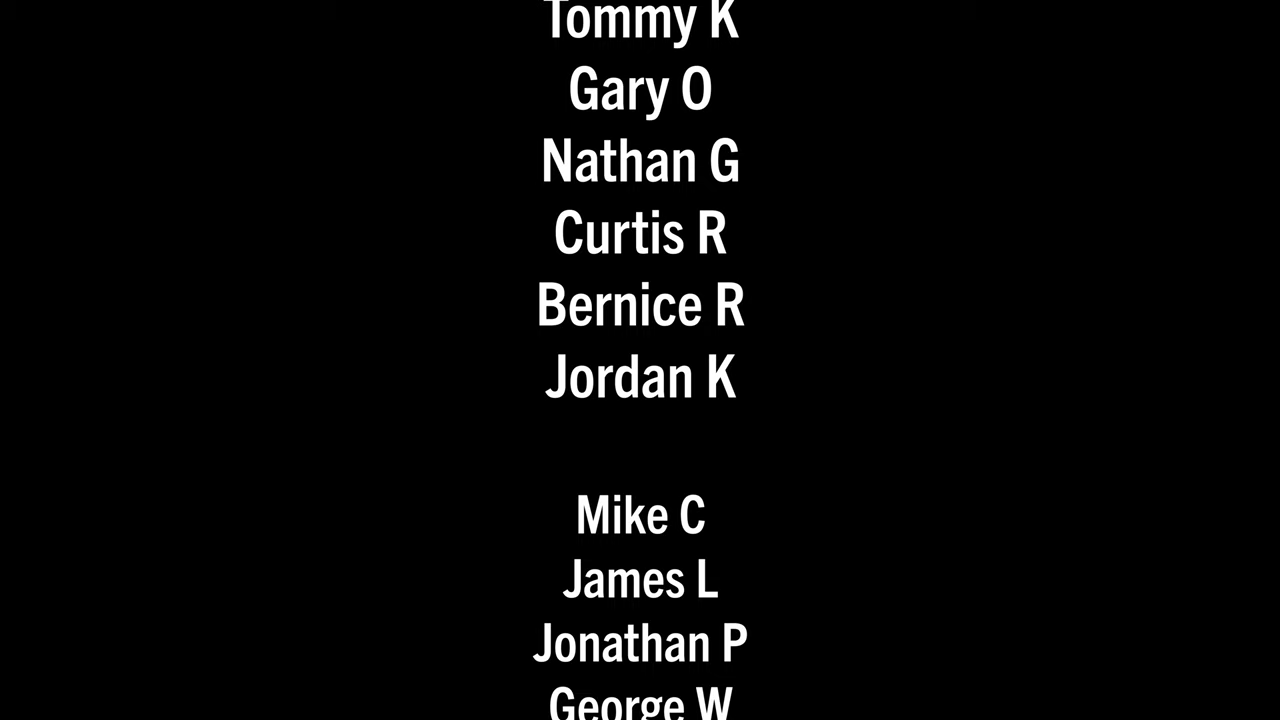 Tommy K
Gary O
Nathan G
Curtis R
Bernice R
Jordan K
Mike C
James L
Jonathan P
George W